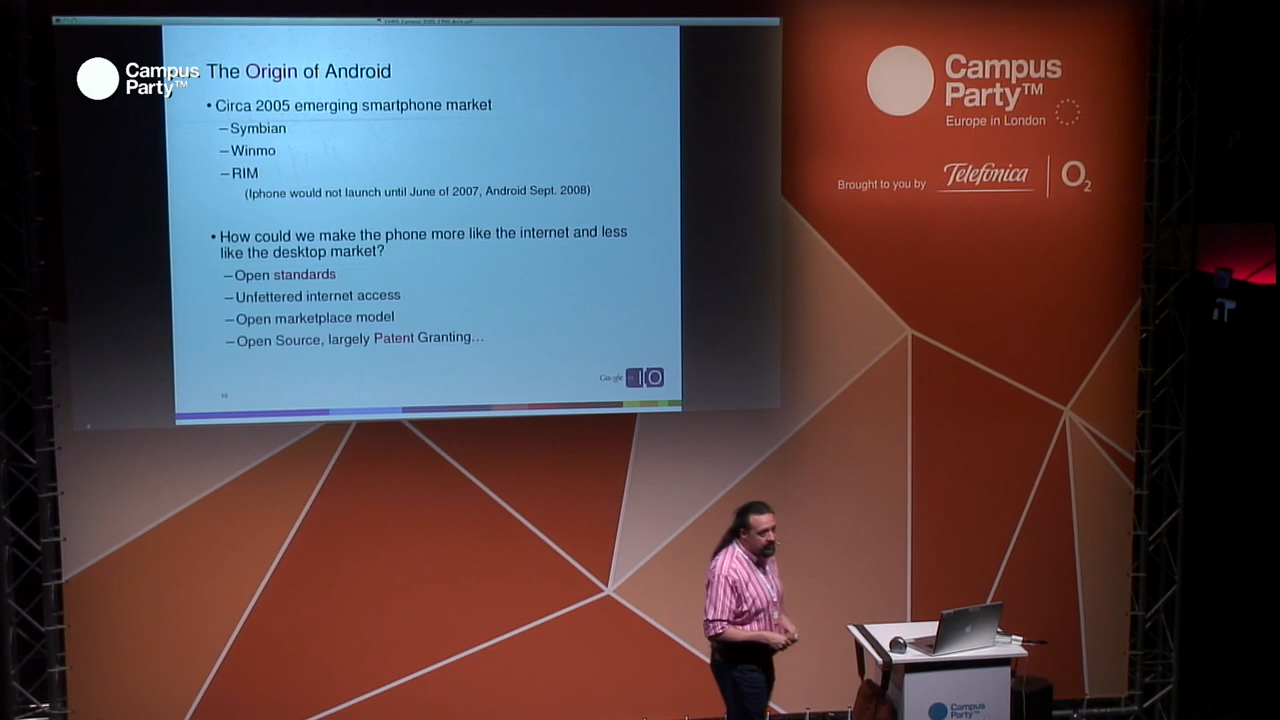 Campus
Party™
The Origin of Android
• Circa 2005 emerging smartphone market
–Symbian
–Winmo
–RIM
(Iphone would not launch until June of 2007, Android Sept. 2008)
• How could we make the phone more like the internet and less
like the desktop market?
–Open standards
–Unfettered internet access
–Open marketplace model
–Open Source, largely Patent Granting…
Google IO
Campus
Party™
Europe in London
Brought to you by Telefónica O2
Campus
Party™